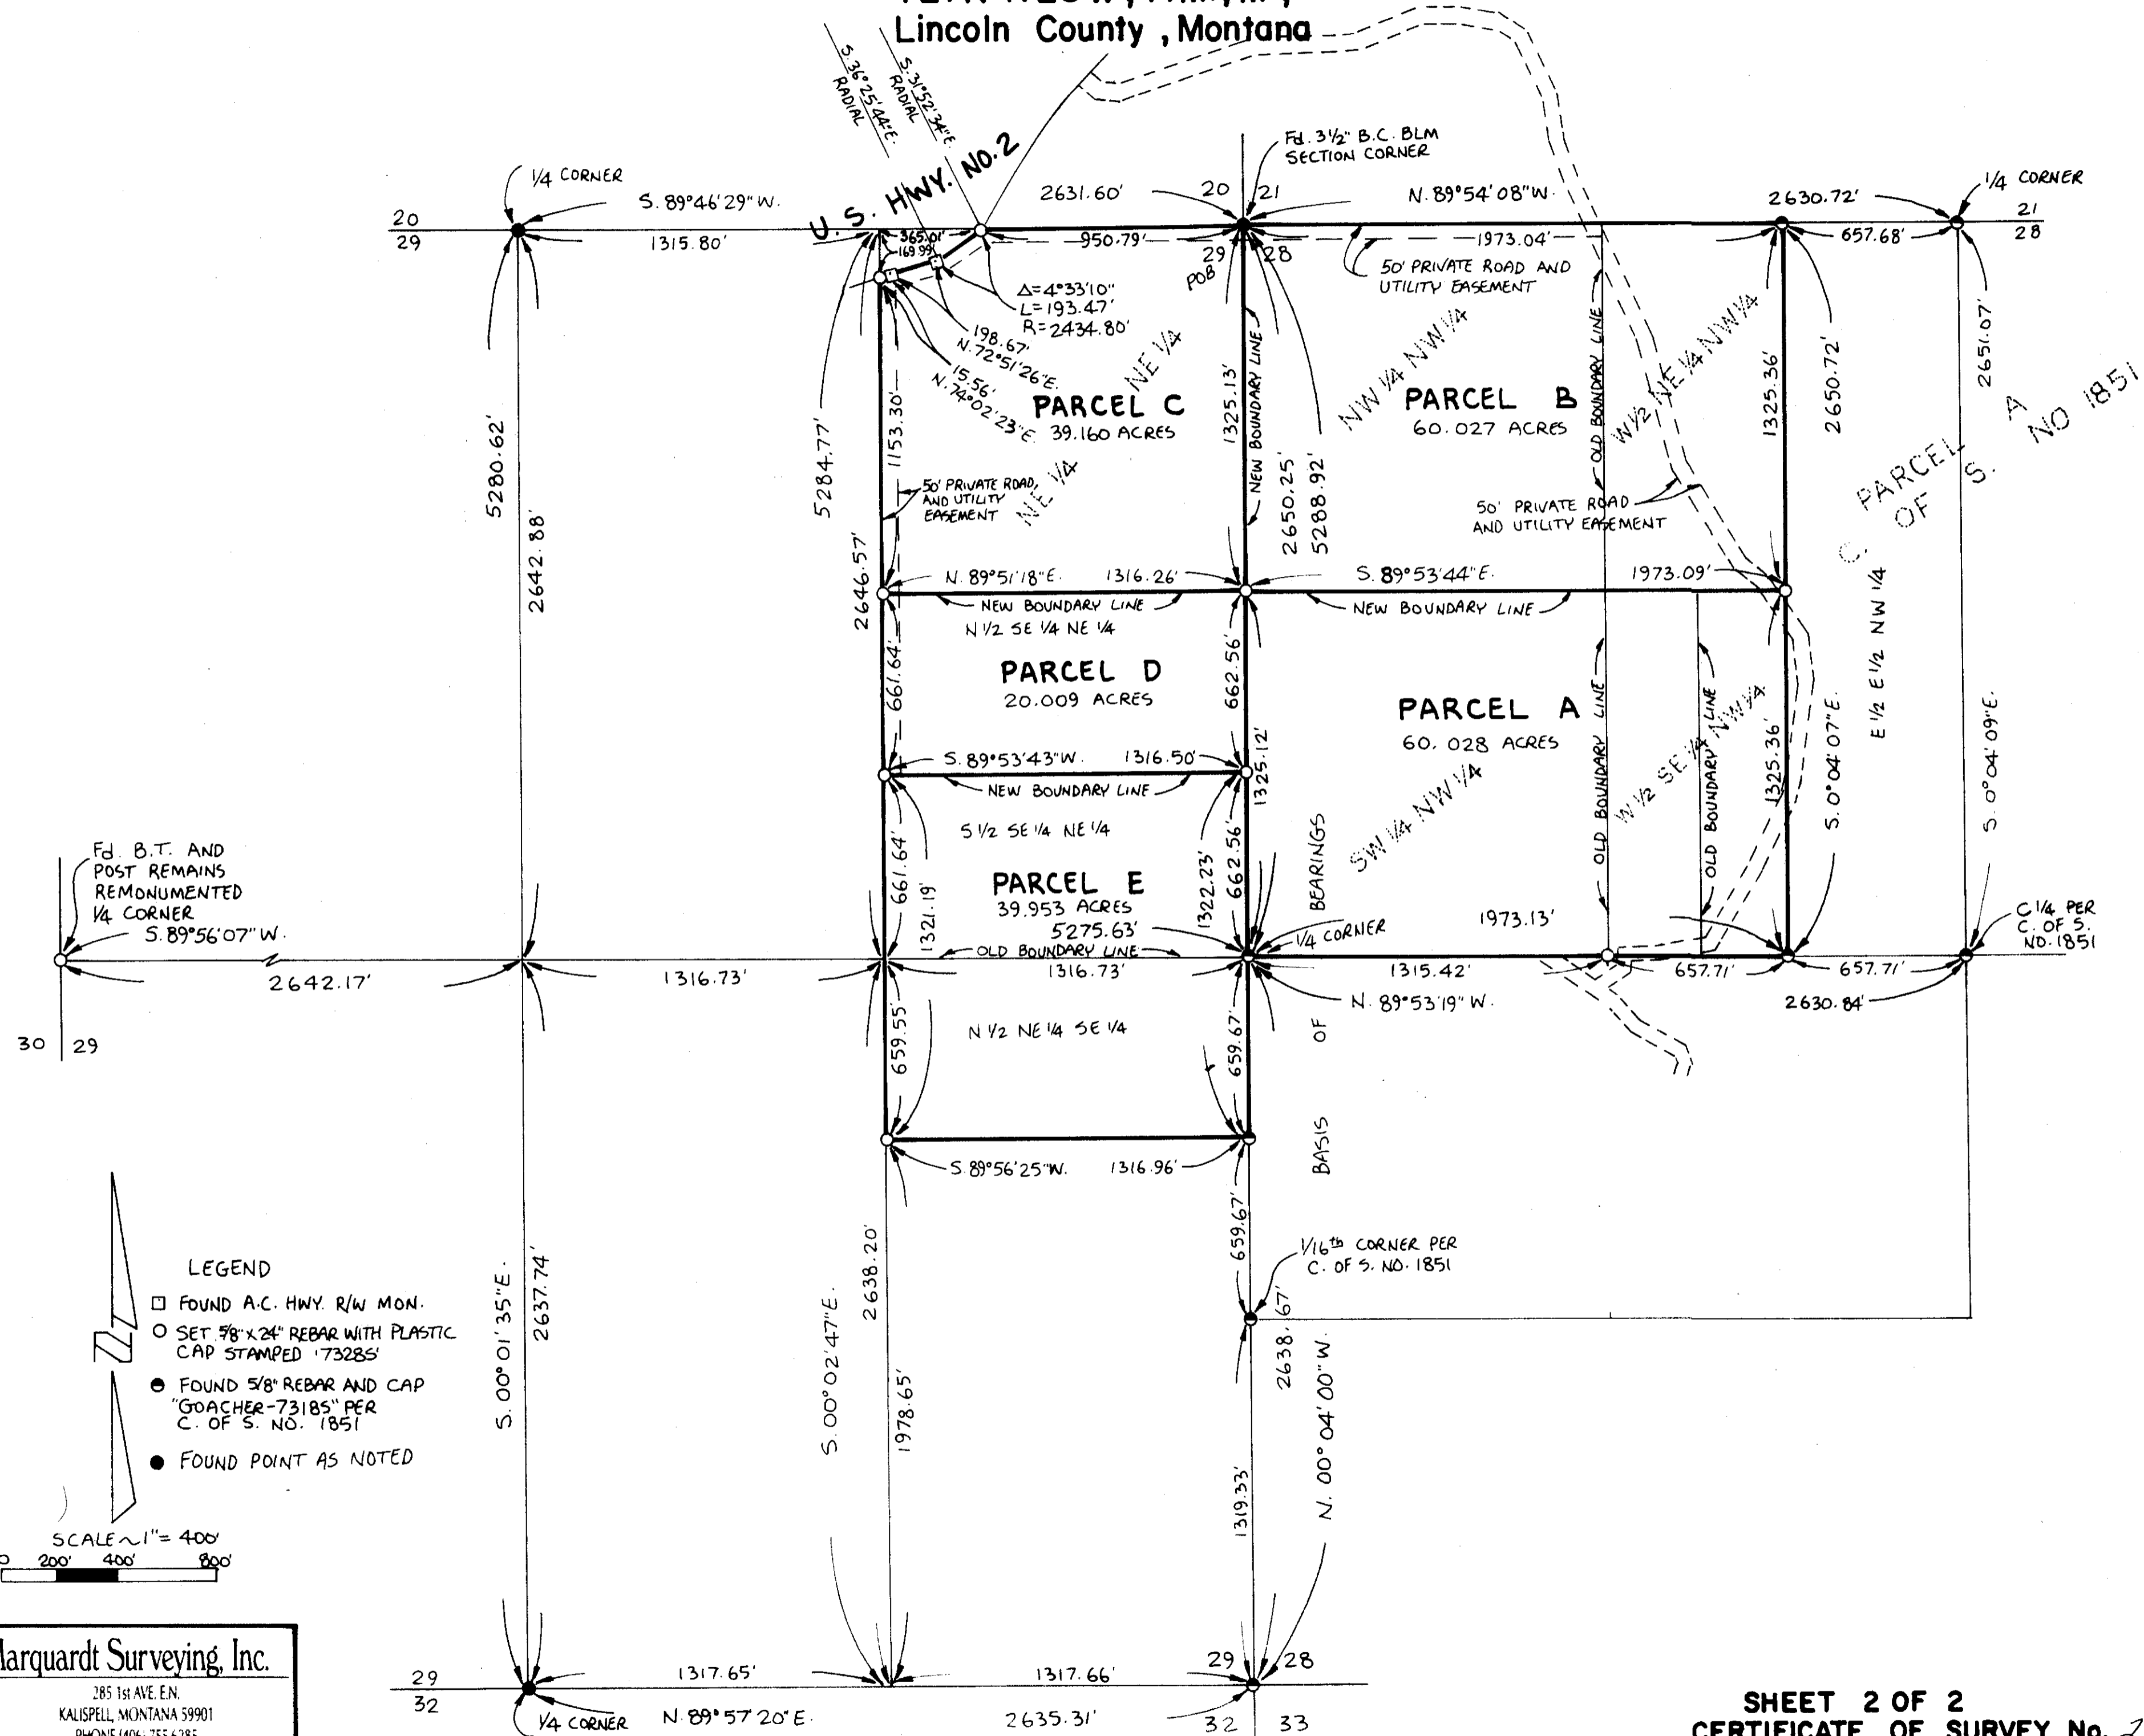 Lincoln County , Montana
S. 36°25'44"E.
RADIAL
S. 31°52'34"E.
RADIAL
U. S. HWY. NO. 2
Fd. 3½" B.C. BLM
SECTION CORNER
1/4 CORNER
S. 89°46'29"W.
2631.60'
20 21
N. 89°54'08"W.
2630.72'
1/4 CORNER
20
29
1315.80'
365.01'
169.99'
950.79'
29 28
POB
1973.04'
657.68'
21
28
50' PRIVATE ROAD AND
UTILITY EASEMENT
Δ=4°33'10"
L=193.47'
R=2434.80'
198.67'
N. 72°51'26"E.
15.56'
N. 74°02'23"E.
5280.62'
2642.88'
5284.77'
2646.57'
1153.30'
NE 1/4
NE 1/4
PARCEL C
39.160 ACRES
50' PRIVATE ROAD,
AND UTILITY
EASEMENT
1325.13'
NEW BOUNDARY LINE
2650.25'
5288.92'
NW 1/4 NW 1/4
PARCEL B
60.027 ACRES
OLD BOUNDARY LINE
W 1/2 NE 1/4 NW 1/4
1325.36'
2650.72'
2651.07'
PARCEL A
C. OF S. NO 1851
50' PRIVATE ROAD
AND UTILITY EASEMENT
N. 89°51'18"E. 1316.26'
NEW BOUNDARY LINE
S. 89°53'44"E. 1973.09'
NEW BOUNDARY LINE
N 1/2 SE 1/4 NE 1/4
661.64'
PARCEL D
20.009 ACRES
662.56'
1325.12'
PARCEL A
60.028 ACRES
SW 1/4 NW 1/4
OLD BOUNDARY LINE
OLD BOUNDARY LINE
W 1/2 SE 1/4 NW 1/4
1325.36'
S. 0°04'07"E.
E 1/2 E 1/2 NW 1/4
S. 0°04'09"E.
S. 89°53'43"W. 1316.50'
NEW BOUNDARY LINE
S 1/2 SE 1/4 NE 1/4
661.64'
1321.19'
PARCEL E
39.953 ACRES
5275.63'
OLD BOUNDARY LINE
1322.23'
662.56'
BASIS OF BEARINGS
1/4 CORNER
1973.13'
C 1/4 PER
C. OF S.
NO. 1851
Fd. B.T. AND
POST REMAINS
REMONUMENTED
1/4 CORNER
S. 89°56'07"W.
2642.17'
1316.73'
1316.73'
1315.42'
657.71'
657.71'
N. 89°53'19"W.
2630.84'
30 29
659.55'
N 1/2 NE 1/4 SE 1/4
659.67'
S. 89°56'25"W. 1316.96'
659.67'
1/16th CORNER PER
C. OF S. NO. 1851
LEGEND
FOUND A.C. HWY. R/W MON.
SET 5/8"X24" REBAR WITH PLASTIC
CAP STAMPED '7328S'
FOUND 5/8" REBAR AND CAP
"GOACHER-7318S" PER
C. OF S. NO. 1851
FOUND POINT AS NOTED
S. 00°01'35"E.
2637.74'
S. 00°02'47"E.
2638.20'
1978.65'
2638.67'
N. 00°04'00"W.
1319.33'
SCALE~1"= 400'
0 200' 400' 800'
Marquardt Surveying, Inc.
285 1st AVE. E.N.
KALISPELL, MONTANA 59901
PHONE (406) 755-6285
29
32
1317.65'
1317.66'
29 28
1/4 CORNER
N. 89°57'20"E.
2635.31'
32 33
SHEET 2 OF 2
CERTIFICATE OF SURVEY No.